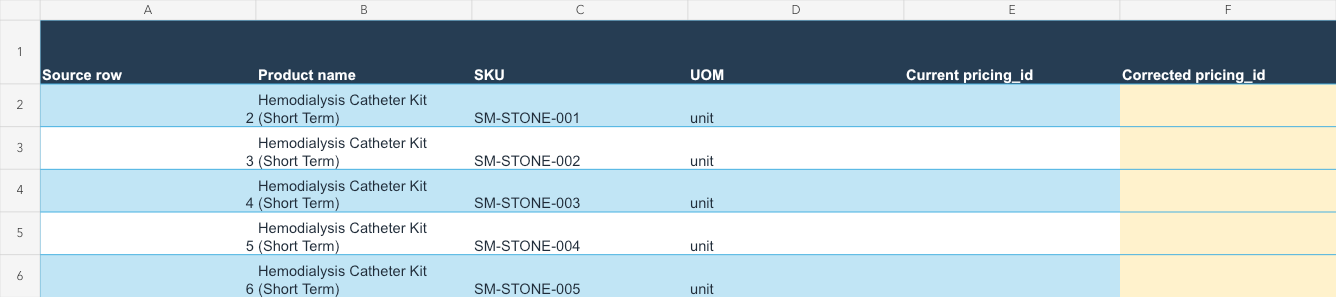 A B C D E F
1 Source row Product name SKU UOM Current pricing_id Corrected pricing_id
2 Hemodialysis Catheter Kit
2 (Short Term) SM-STONE-001 unit
3 Hemodialysis Catheter Kit
3 (Short Term) SM-STONE-002 unit
4 Hemodialysis Catheter Kit
4 (Short Term) SM-STONE-003 unit
5 Hemodialysis Catheter Kit
5 (Short Term) SM-STONE-004 unit
6 Hemodialysis Catheter Kit
6 (Short Term) SM-STONE-005 unit